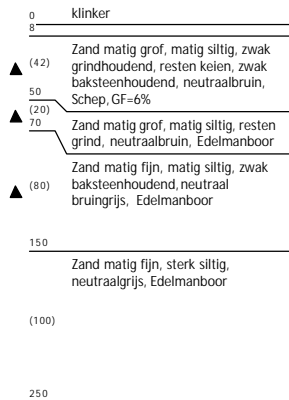 0 klinker
8
Zand matig grof, matig siltig, zwak
(42) grindhoudend, resten keien, zwak
baksteenhoudend, neutraalbruin,
50 Schep, GF=6%
(20)
70 Zand matig grof, matig siltig, resten
grind, neutraalbruin, Edelmanboor
Zand matig fijn, matig siltig, zwak
(80) baksteenhoudend, neutraal
bruingrijs, Edelmanboor
150
Zand matig fijn, sterk siltig,
neutraalgrijs, Edelmanboor
(100)
250